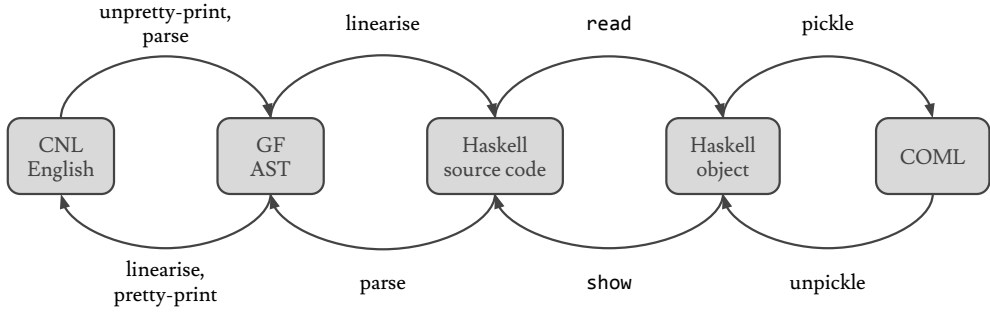 unpretty-print,
parse
linearise
read
pickle
CNL
English
GF
AST
Haskell
source code
Haskell
object
COML
linearise,
pretty-print
parse
show
unpickle